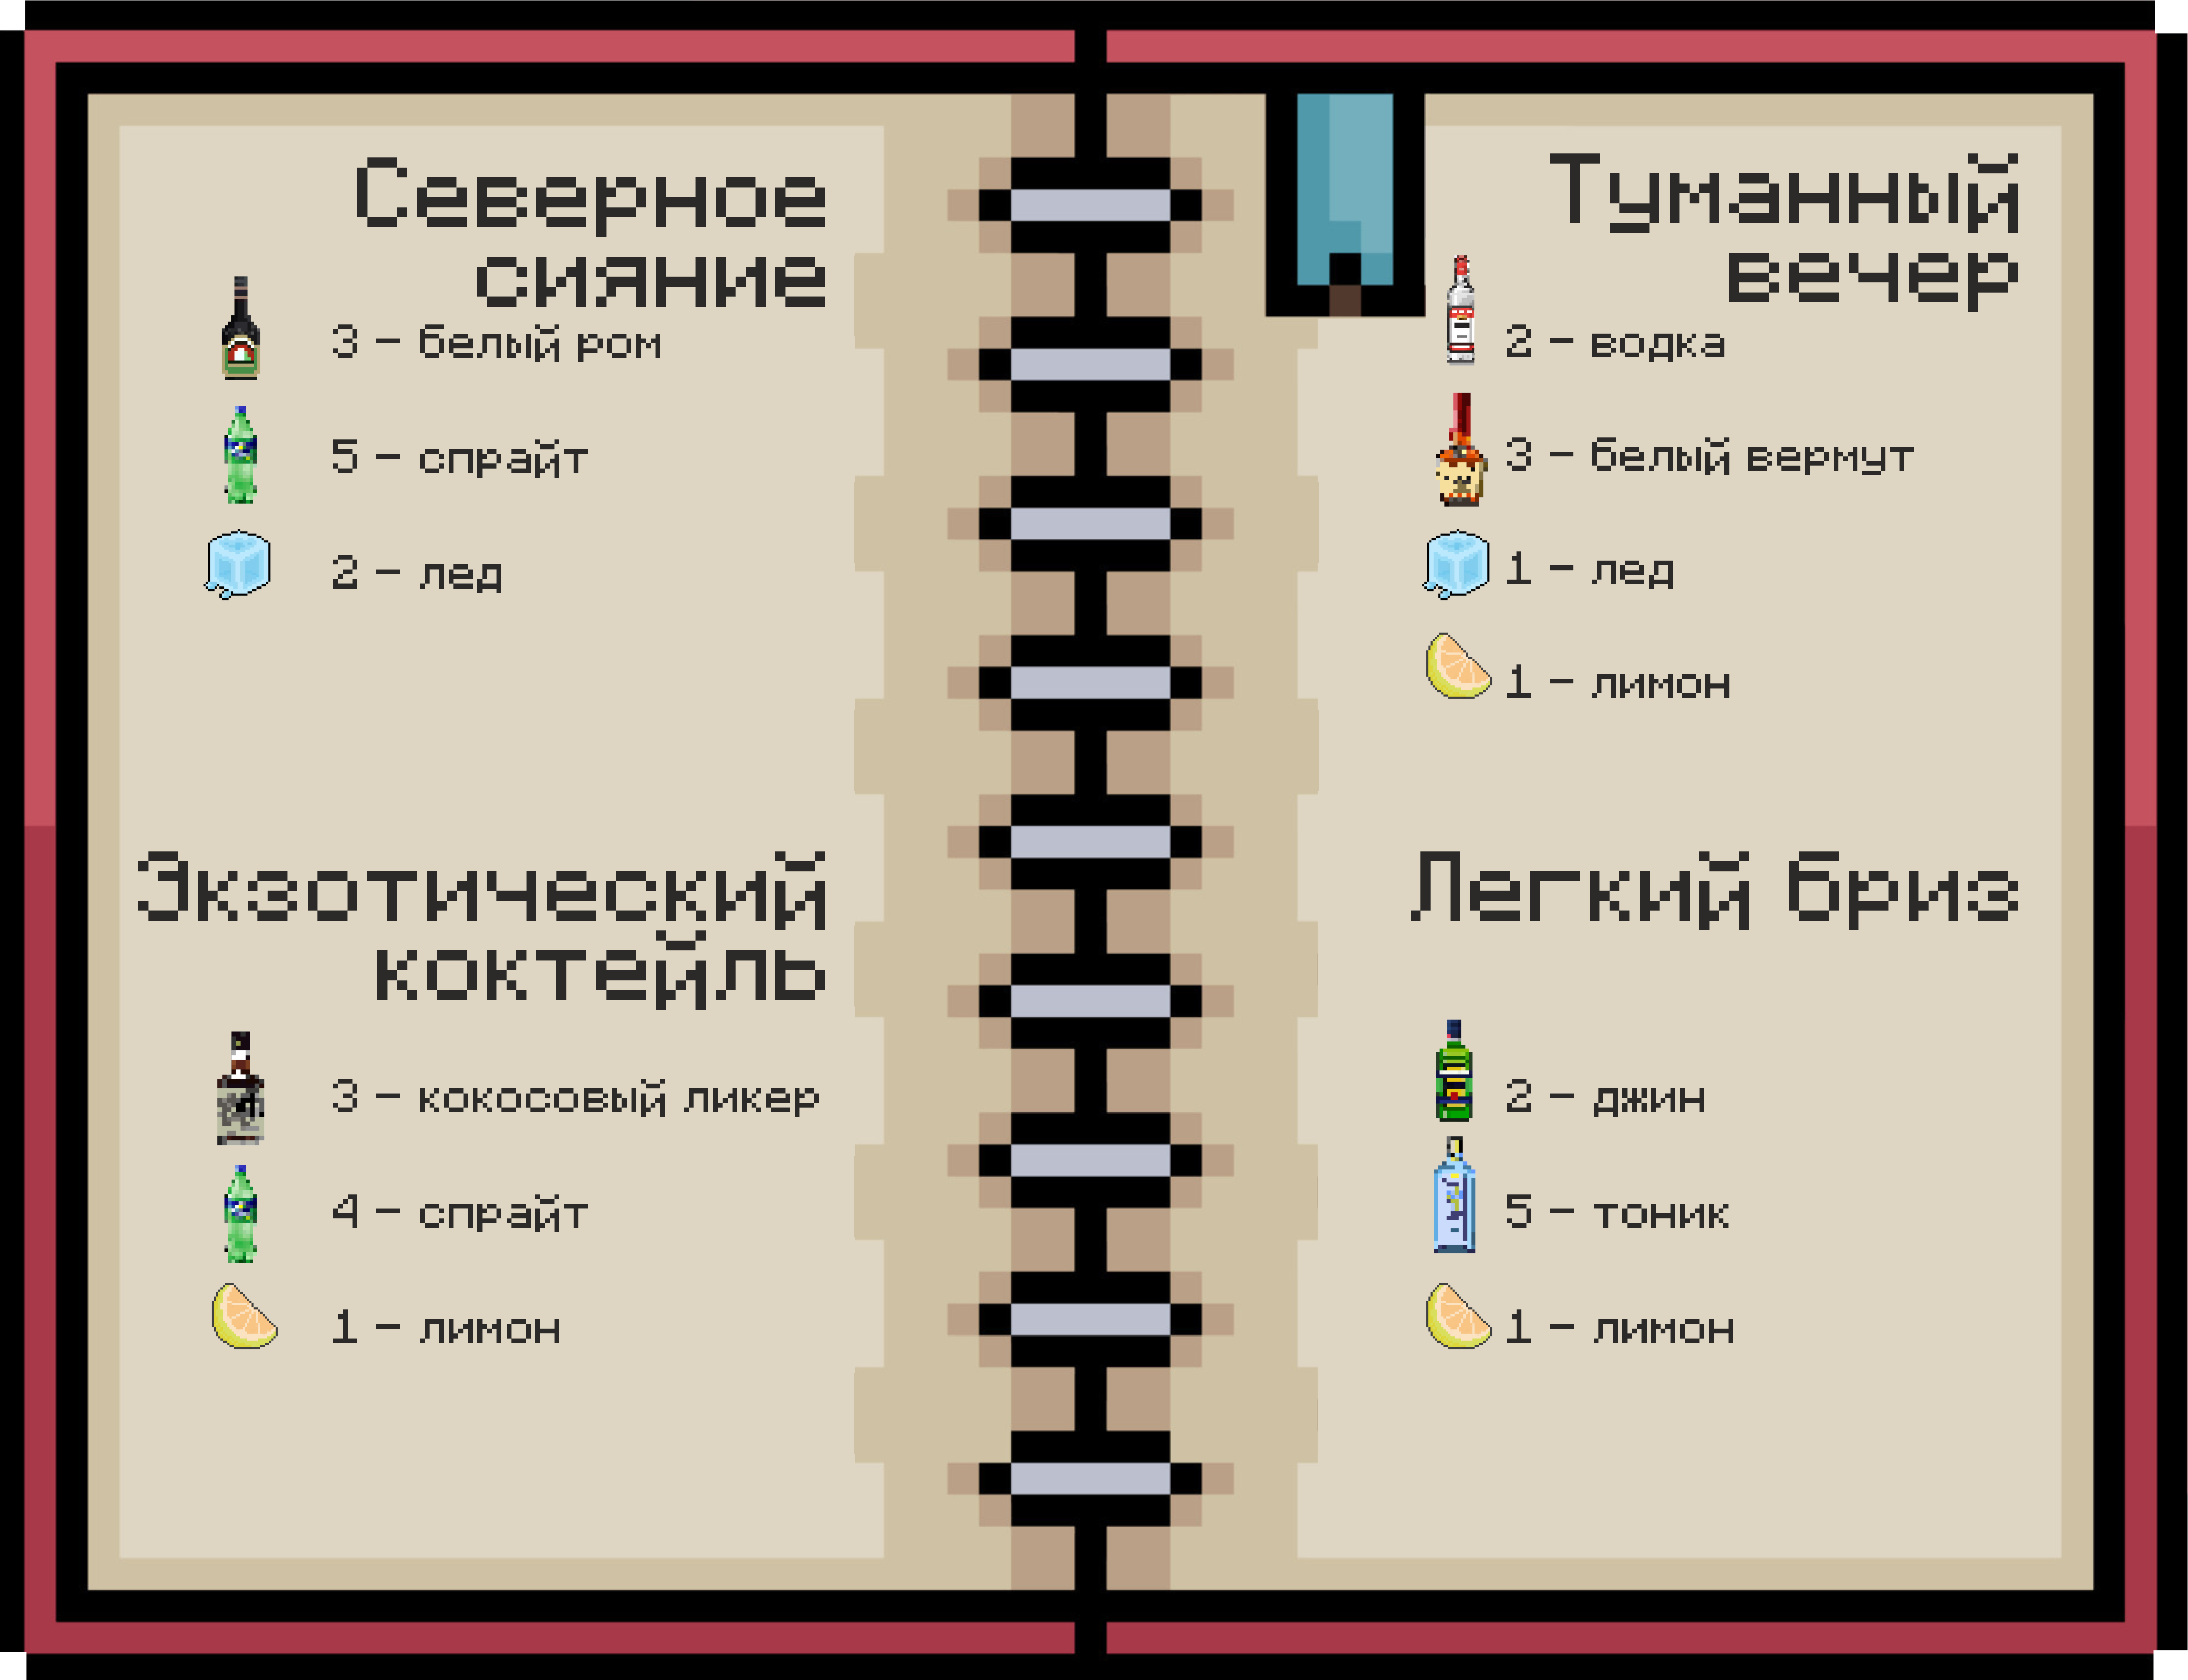 Северное
сияние
3 - белый ром
5 - спрайт
2 - лед
Экзотический
коктейль
3 - кокосовый ликер
4 - спрайт
1 - лимон
Туманный
вечер
2 - водка
3 - белый вермут
1 - лед
1 - лимон
Легкий бриз
2 - джин
5 - тоник
1 - лимон